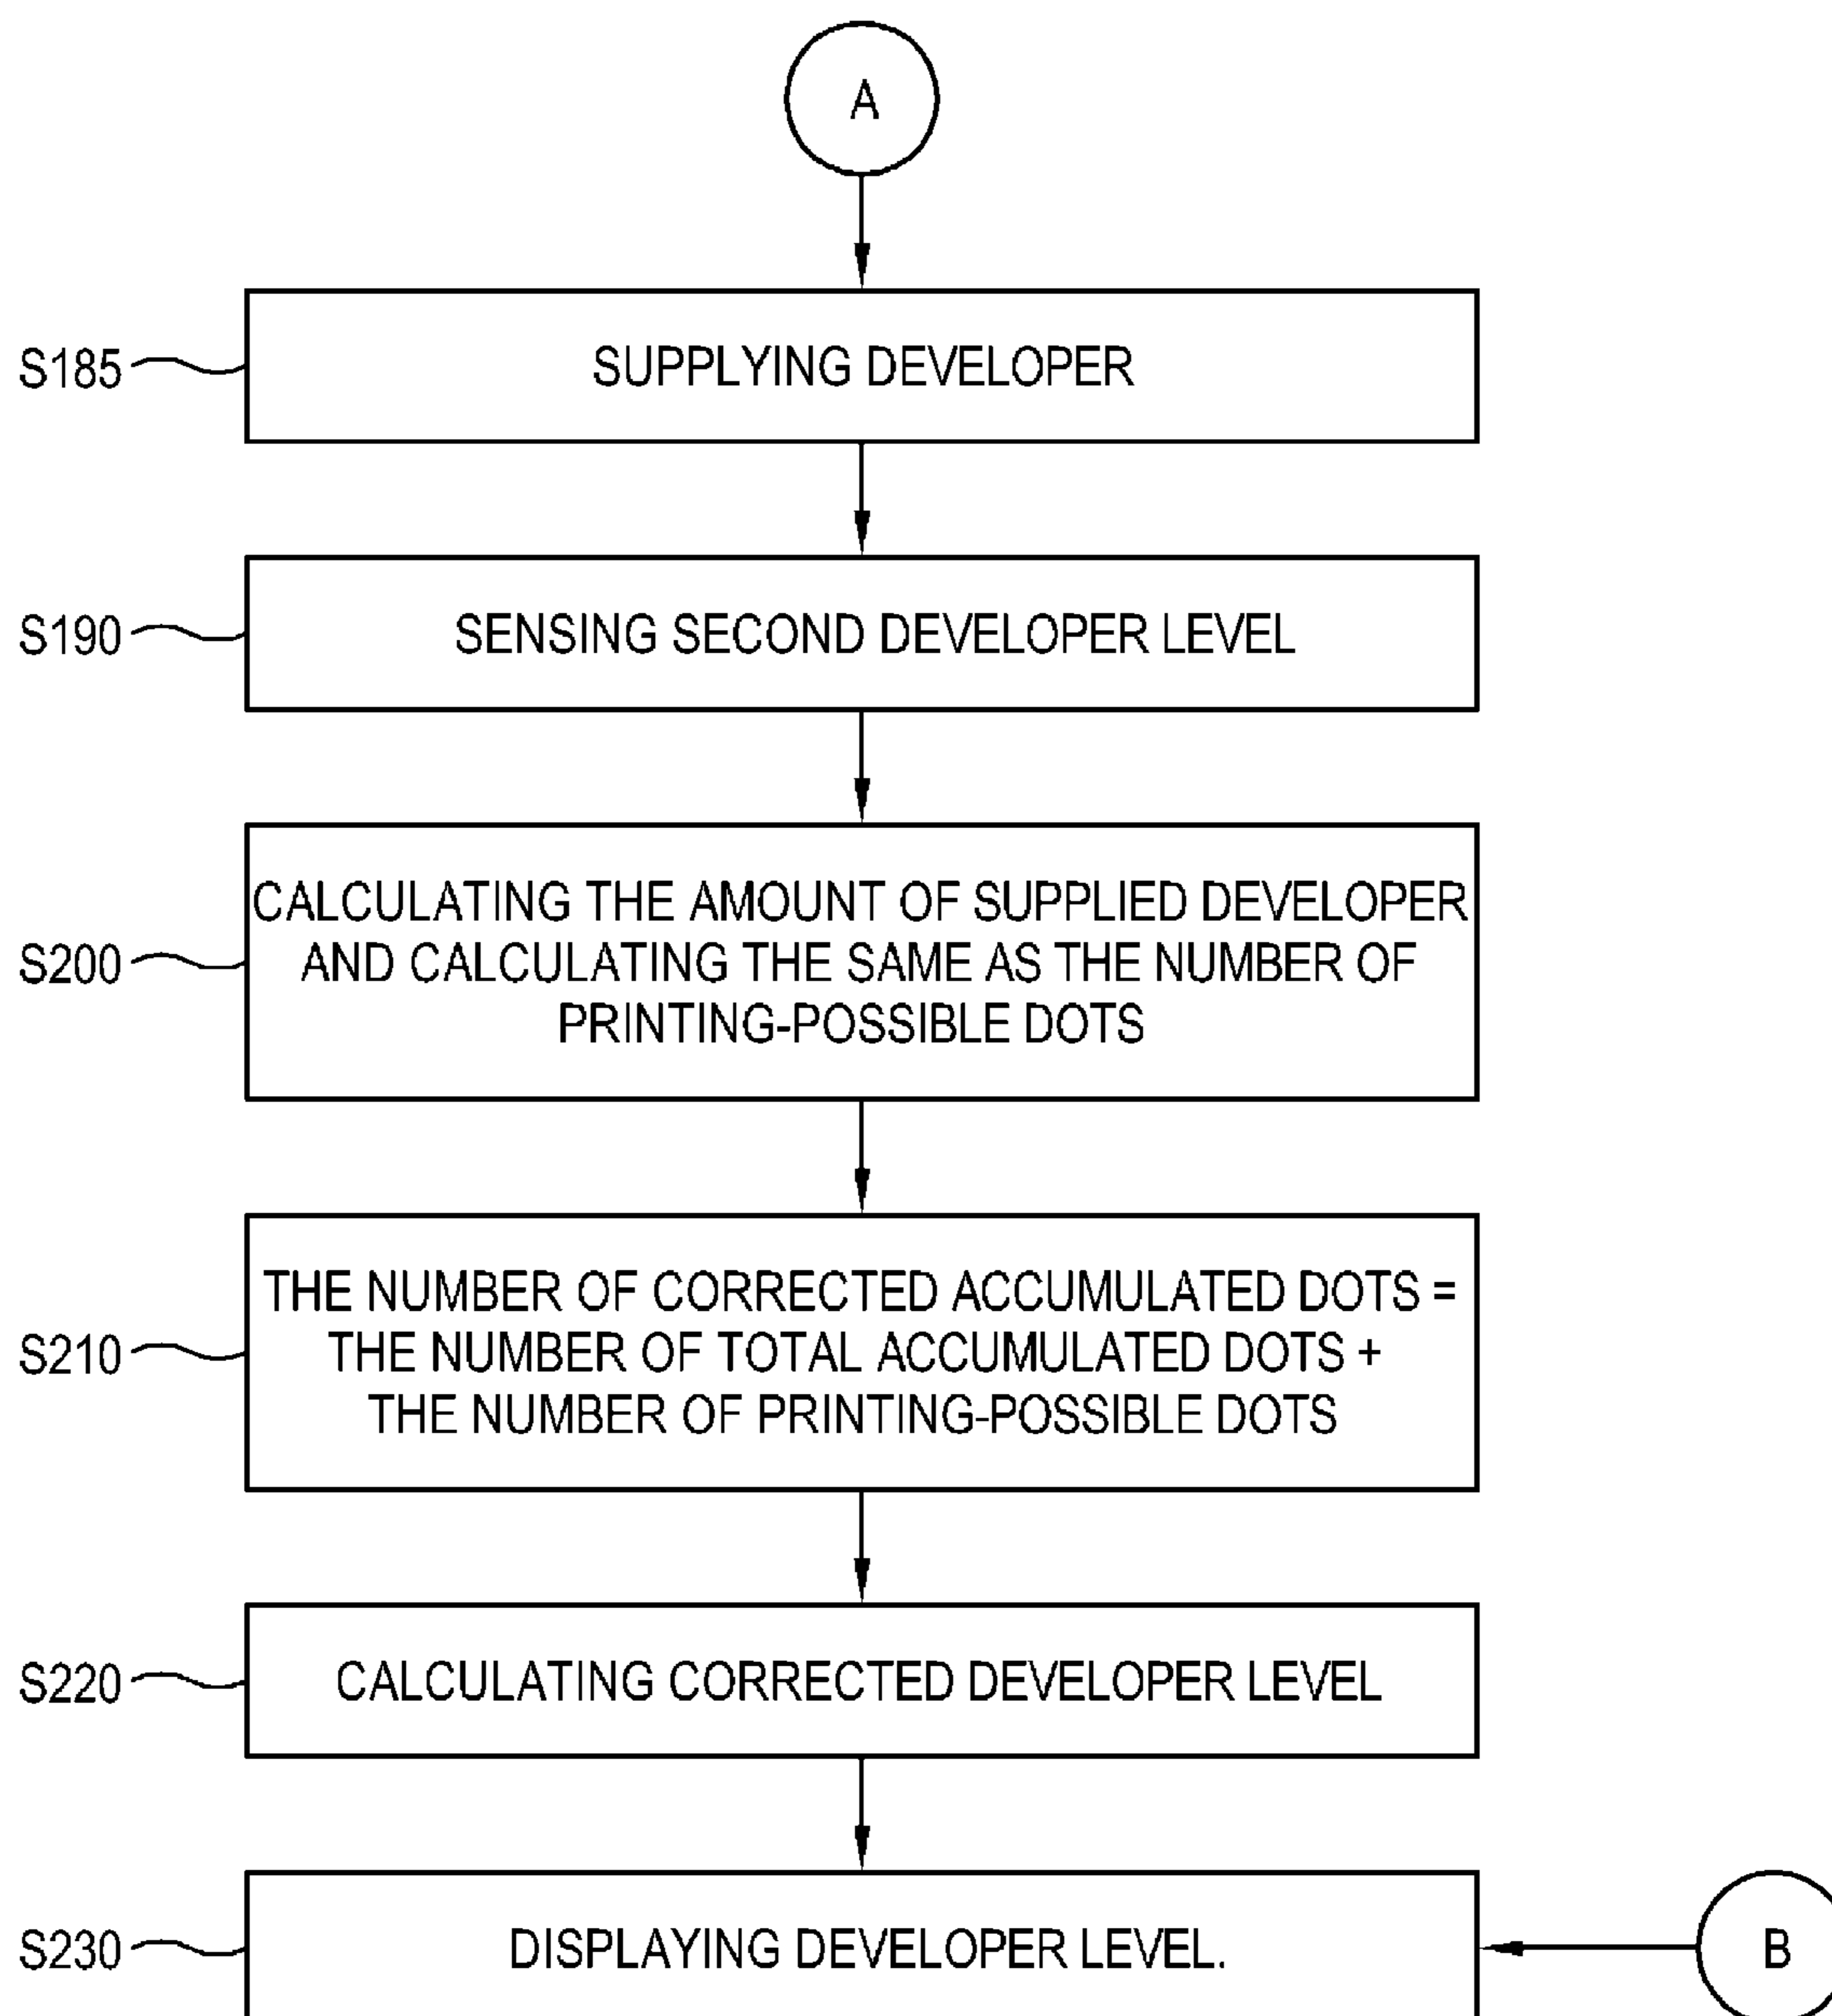 A
S185
SUPPLYING DEVELOPER
S190
SENSING SECOND DEVELOPER LEVEL
S200
CALCULATING THE AMOUNT OF SUPPLIED DEVELOPER
AND CALCULATING THE SAME AS THE NUMBER OF
PRINTING-POSSIBLE DOTS
S210
THE NUMBER OF CORRECTED ACCUMULATED DOTS =
THE NUMBER OF TOTAL ACCUMULATED DOTS +
THE NUMBER OF PRINTING-POSSIBLE DOTS
S220
CALCULATING CORRECTED DEVELOPER LEVEL
S230
DISPLAYING DEVELOPER LEVEL.
B